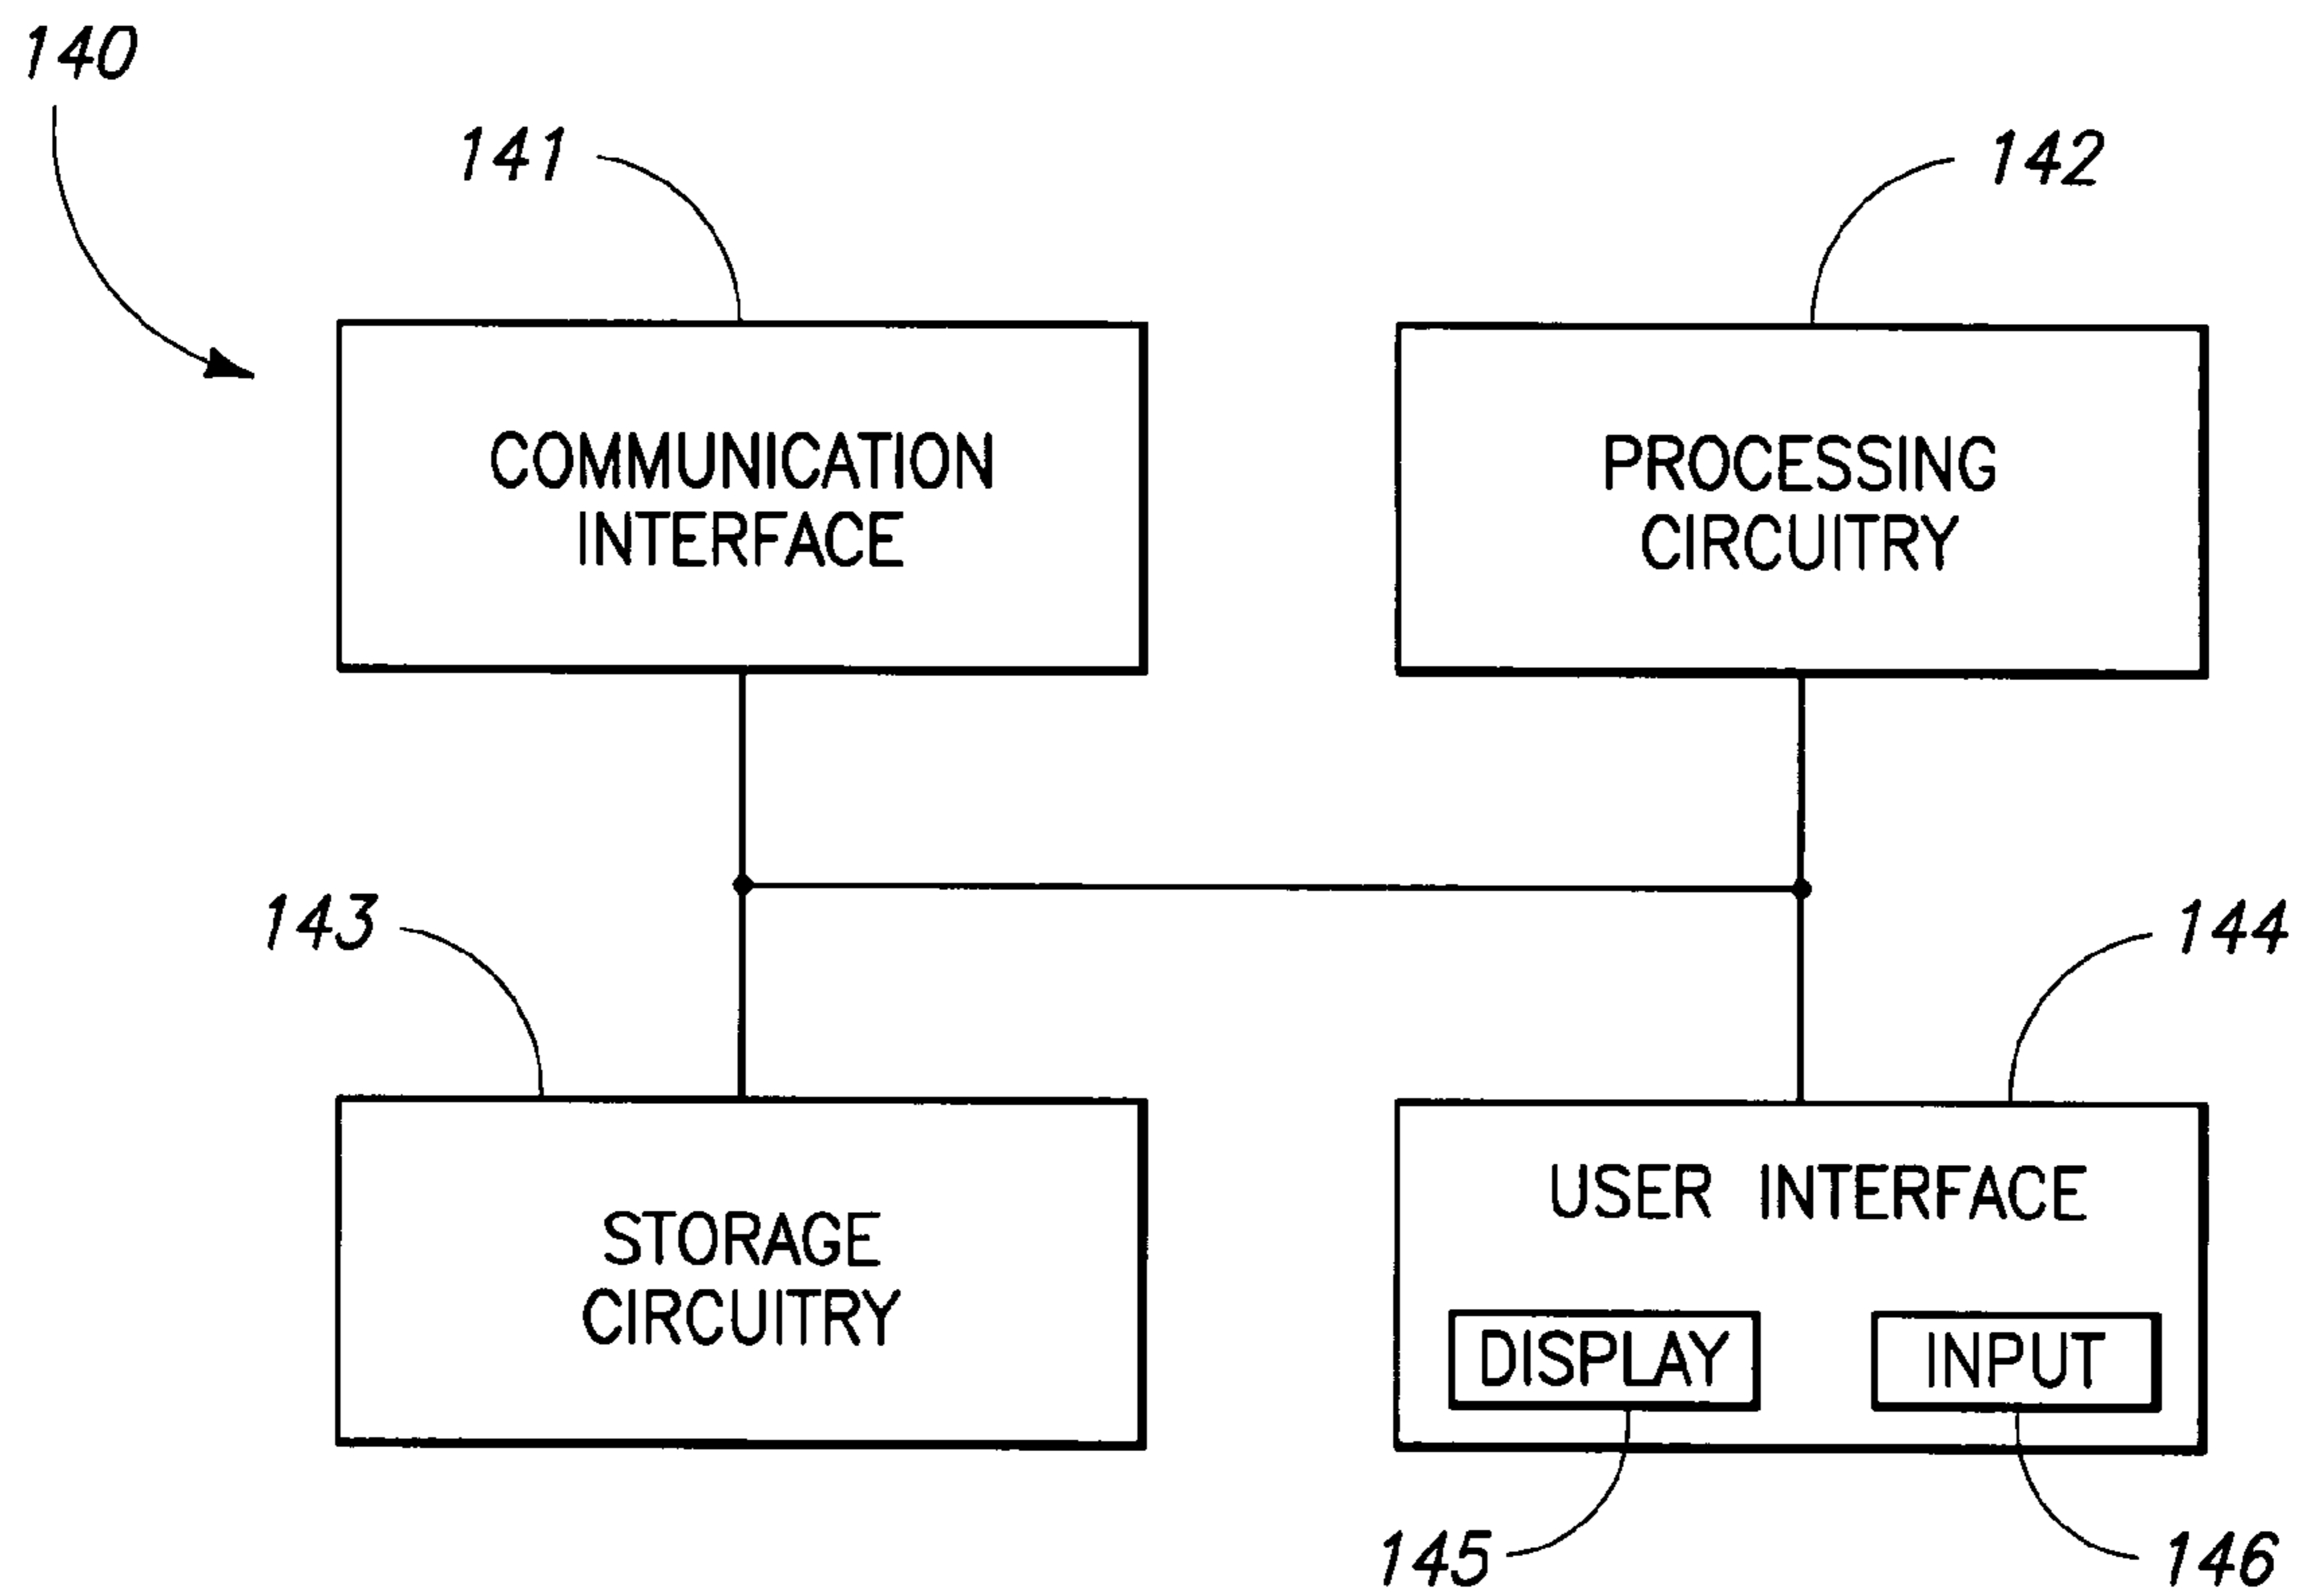 140
141
142
COMMUNICATION
INTERFACE
PROCESSING
CIRCUITRY
143
144
STORAGE
CIRCUITRY
USER INTERFACE
DISPLAY
INPUT
145
146